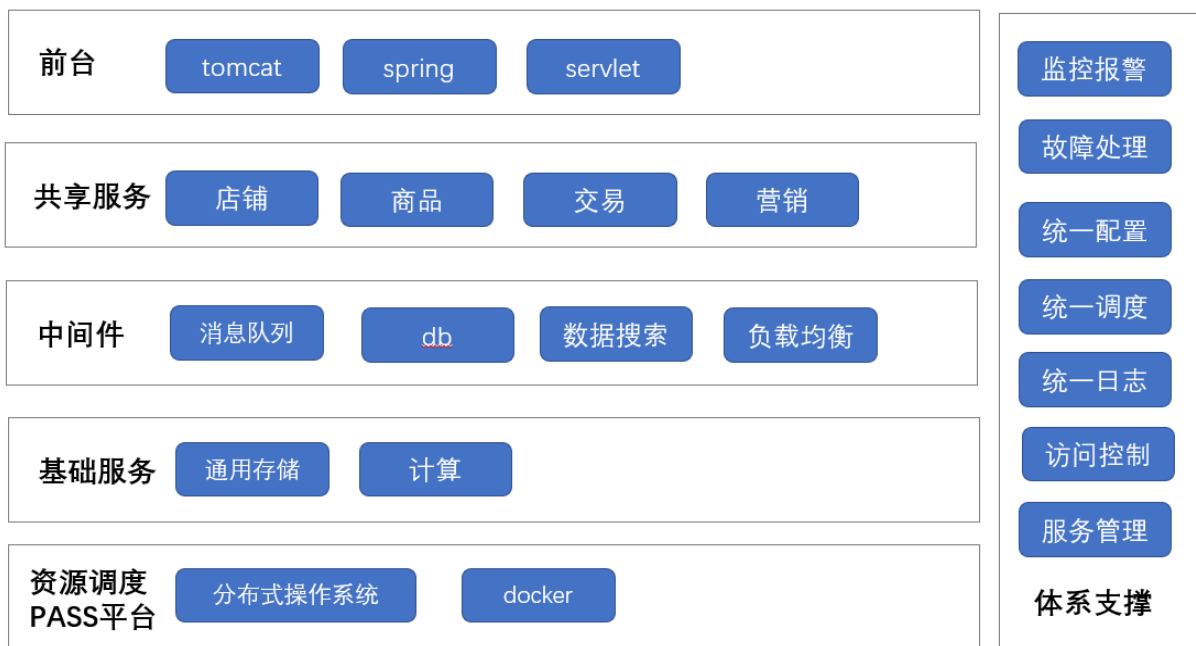 前台
tomcat
spring
servlet
共享服务
店铺
商品
交易
营销
中间件
消息队列
db
数据搜索
负载均衡
基础服务
通用存储
计算
资源调度
PASS平台
分布式操作系统
docker
监控报警
故障处理
统一配置
统一调度
统一日志
访问控制
服务管理
体系支撑